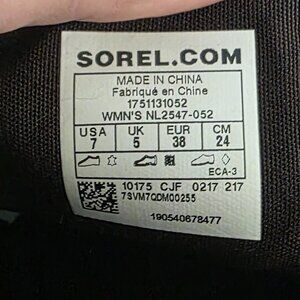 SOREL.COM
MADE IN CHINA
Fabriqué en Chine
1751131052
WMN'S NL2547-052
USA UK EUR CM
7 5 38 24
ECA-3
10175 CJF 0217 217
7SVM7QDM00255
190540678477